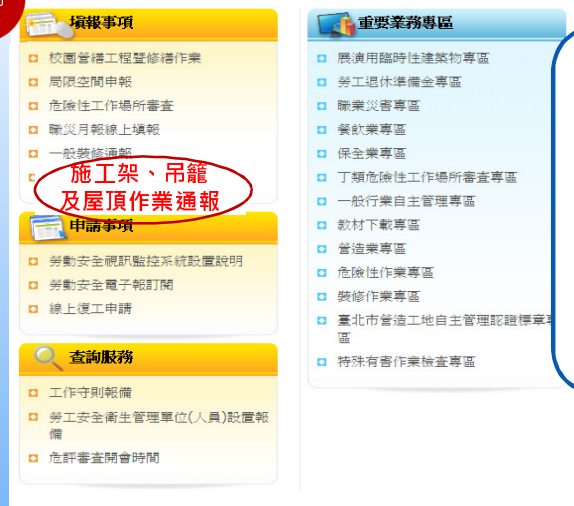 填報事項
校園營繕工程暨修繕作業
局限空間申報
危險性工作場所審查
職災月報線上填報
一般裝修通報
施工架、吊籠
及屋頂作業通報
申請事項
勞動安全視訊監控系統設置說明
勞動安全電子報訂閱
線上復工申請
查詢服務
工作守則報備
勞工安全衛生管理單位(人員)設置報
備
危評審查開會時間
重要業務專區
展演用臨時性建築物專區
勞工退休準備金專區
職業災害專區
餐飲業專區
保全業專區
丁類危險性工作場所審查專區
一般行業自主管理專區
教材下載專區
營造業專區
危險性作業專區
裝修作業專區
臺北市營造工地自主管理認證標章專
區
特殊有害作業檢查專區